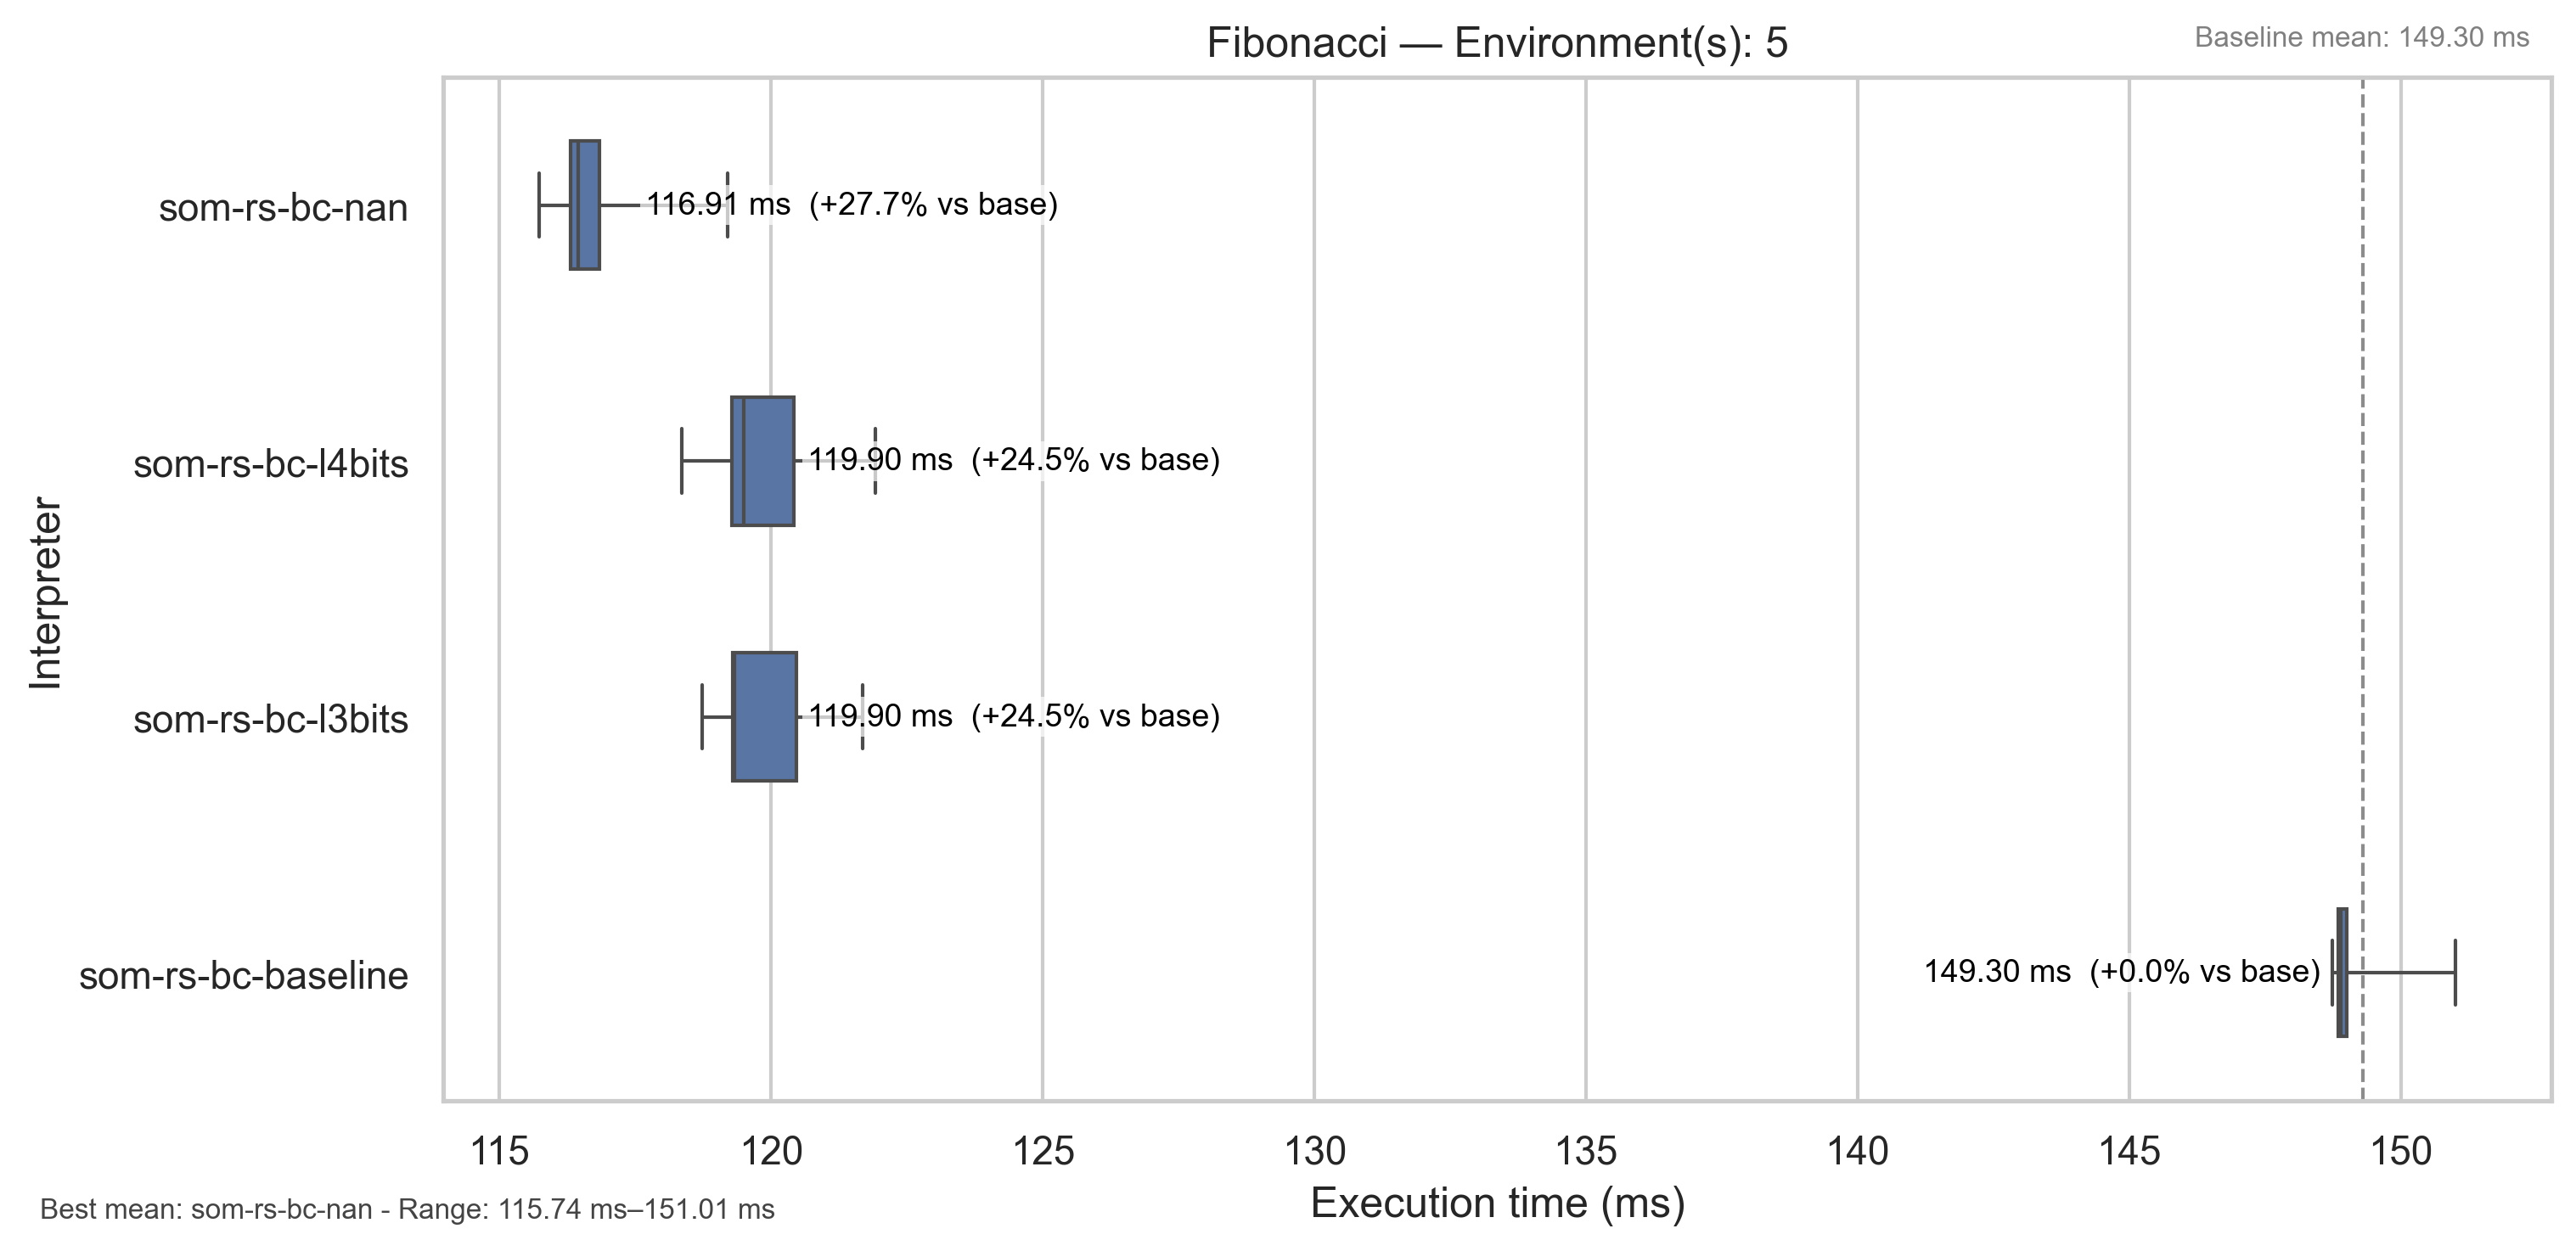 Fibonacci — Environment(s): 5
Baseline mean: 149.30 ms
Interpreter
som-rs-bc-nan
116.91 ms  (+27.7% vs base)
som-rs-bc-l4bits
119.90 ms  (+24.5% vs base)
som-rs-bc-l3bits
119.90 ms  (+24.5% vs base)
som-rs-bc-baseline
149.30 ms  (+0.0% vs base)
115 120 125 130 135 140 145 150
Execution time (ms)
Best mean: som-rs-bc-nan - Range: 115.74 ms–151.01 ms